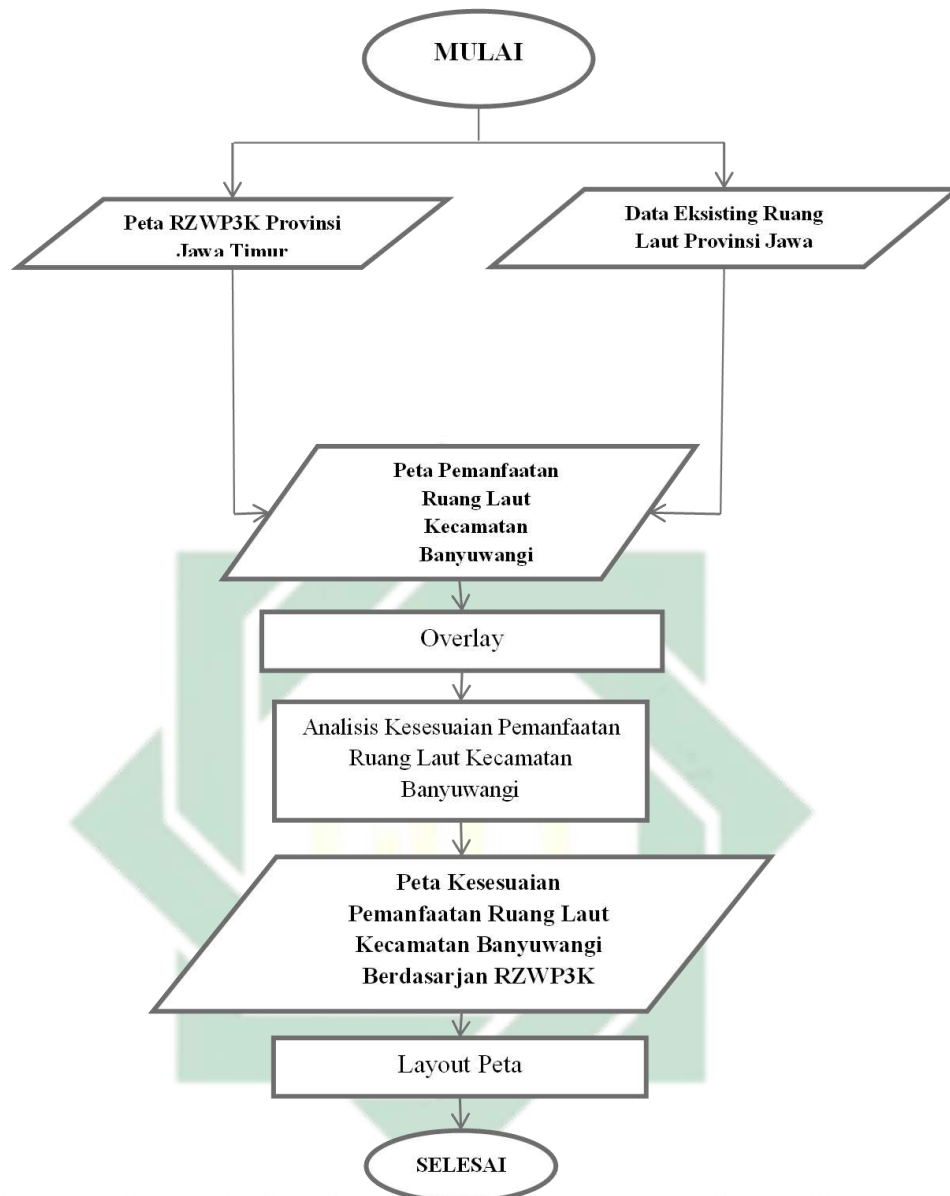 MULAI
Peta RZWP3K Provinsi
Jawa Timur
Data Eksisting Ruang
Laut Provinsi Jawa
Peta Pemanfaatan
Ruang Laut
Kecamatan
Banyuwangi
Overlay
Analisis Kesesuaian Pemanfaatan
Ruang Laut Kecamatan
Banyuwangi
Peta Kesesuaian
Pemanfaatan Ruang Laut
Kecamatan Banyuwangi
Berdasarjan RZWP3K
Layout Peta
SELESAI